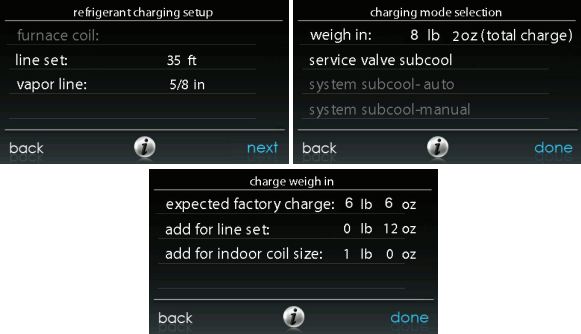 refrigerant charging setup
furnace coil:
line set: 35 ft
vapor line: 5/8 in
back i next
charging mode selection
weigh in: 8 lb 2 oz (total charge)
service valve subcool
system subcool- auto
system subcool-manual
back i done
charge weigh in
expected factory charge: 6 lb 6 oz
add for line set: 0 lb 12 oz
add for indoor coil size: 1 lb 0 oz
back i done